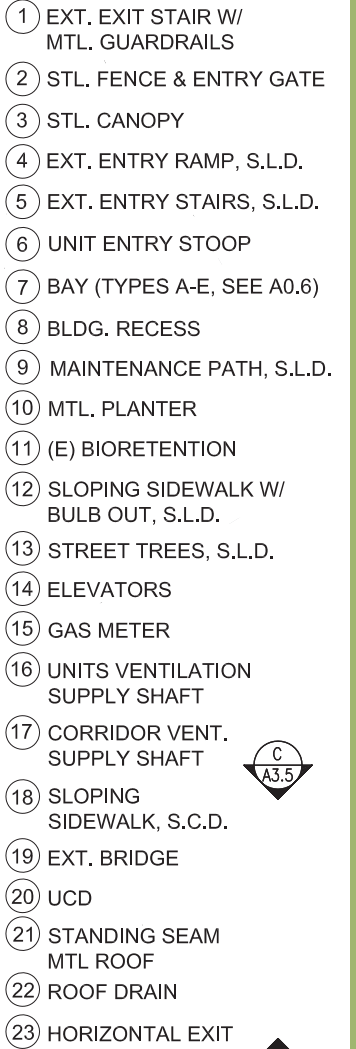 1 EXT. EXIT STAIR W/
MTL. GUARDRAILS
2 STL. FENCE & ENTRY GATE
3 STL. CANOPY
4 EXT. ENTRY RAMP, S.L.D.
5 EXT. ENTRY STAIRS, S.L.D.
6 UNIT ENTRY STOOP
7 BAY (TYPES A-E, SEE A0.6)
8 BLDG. RECESS
9 MAINTENANCE PATH, S.L.D.
10 MTL. PLANTER
11 (E) BIORETENTION
12 SLOPING SIDEWALK W/
BULB OUT, S.L.D.
13 STREET TREES, S.L.D.
14 ELEVATORS
15 GAS METER
16 UNITS VENTILATION
SUPPLY SHAFT
17 CORRIDOR VENT.
SUPPLY SHAFT
C
A3.5
18 SLOPING
SIDEWALK, S.C.D.
19 EXT. BRIDGE
20 UCD
21 STANDING SEAM
MTL ROOF
22 ROOF DRAIN
23 HORIZONTAL EXIT